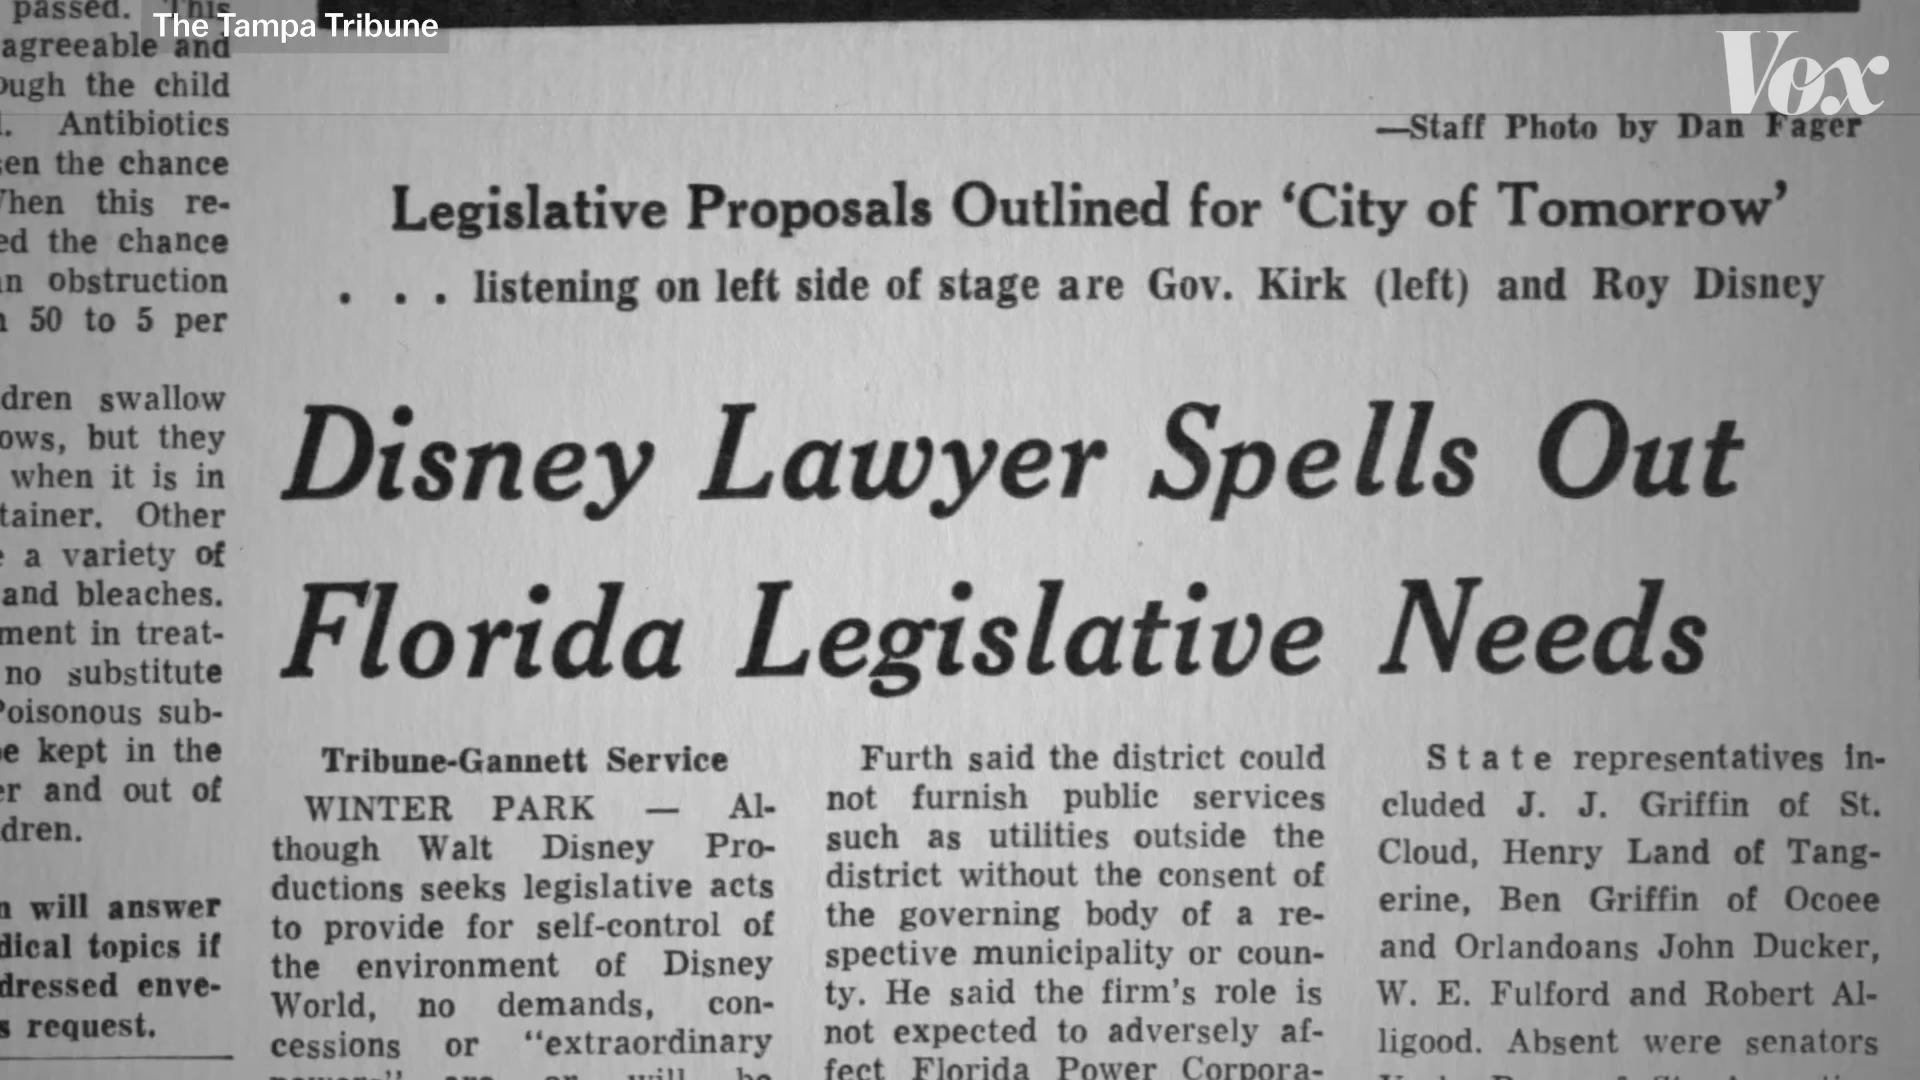 The Tampa Tribune
Vox
passed. This
agreeable and
ough the child
Antibiotics
en the chance
When this re-
ed the chance
an obstruction
50 to 5 per
dren swallow
ows, but they
when it is in
tainer. Other
a variety of
and bleaches.
ment in treat-
no substitute
Poisonous sub-
be kept in the
er and out of
dren.
will answer
dical topics if
dressed enve-
s request.
—Staff Photo by Dan Fager
Legislative Proposals Outlined for ‘City of Tomorrow’
. . . listening on left side of stage are Gov. Kirk (left) and Roy Disney
Disney Lawyer Spells Out
Florida Legislative Needs
Tribune-Gannett Service
WINTER PARK — Al-
though Walt Disney Pro-
ductions seeks legislative acts
to provide for self-control of
the environment of Disney
World, no demands, con-
cessions or “extraordinary
Furth said the district could
not furnish public services
such as utilities outside the
district without the consent of
the governing body of a re-
spective municipality or coun-
ty. He said the firm’s role is
not expected to adversely af-
fect Florida Power Corpora-
State representatives in-
cluded J. J. Griffin of St.
Cloud, Henry Land of Tang-
erine, Ben Griffin of Ocoee
and Orlandoans John Ducker,
W. E. Fulford and Robert Al-
ligood. Absent were senators